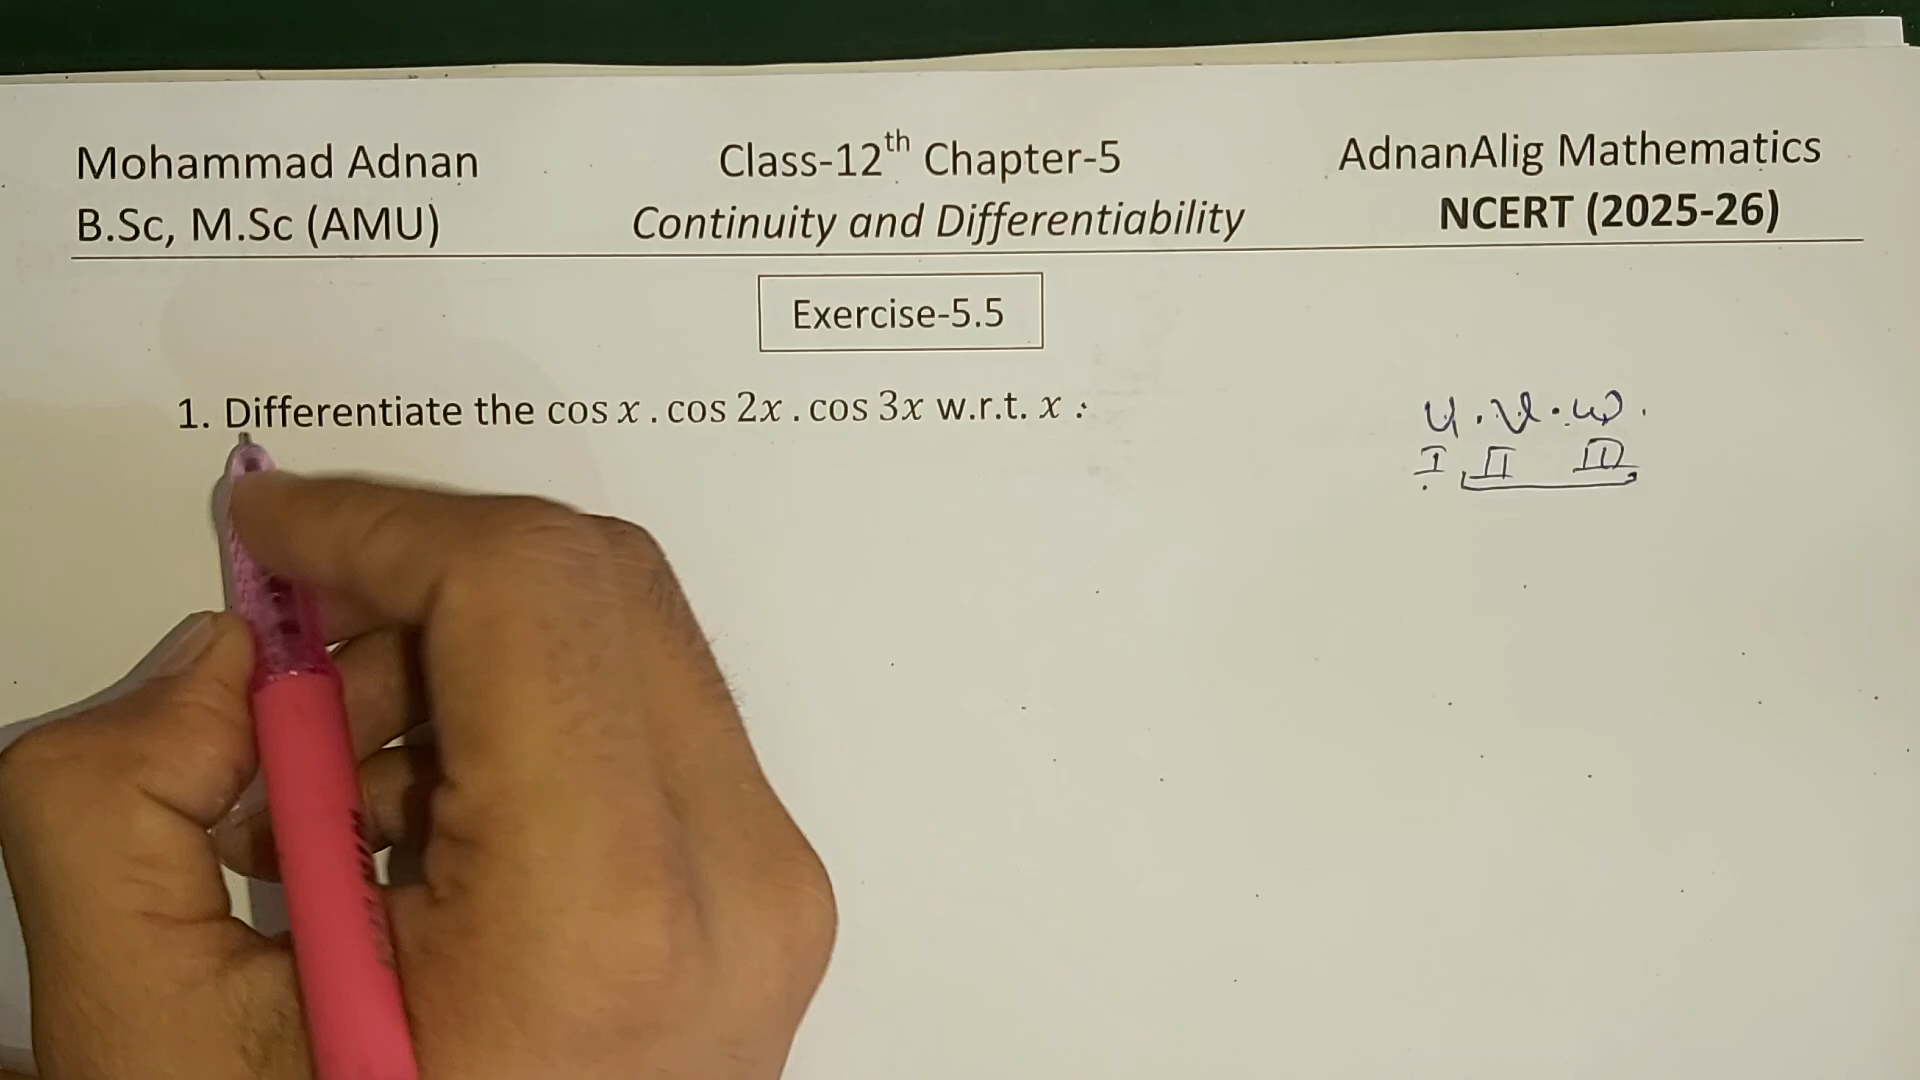 Mohammad Adnan Class-12th Chapter-5 AdnanAlig Mathematics
B.Sc, M.Sc (AMU) Continuity and Differentiability NCERT (2025-26)
Exercise-5.5
1. Differentiate the cos x . cos 2x . cos 3x w.r.t. x :
u . v . w .
I II III